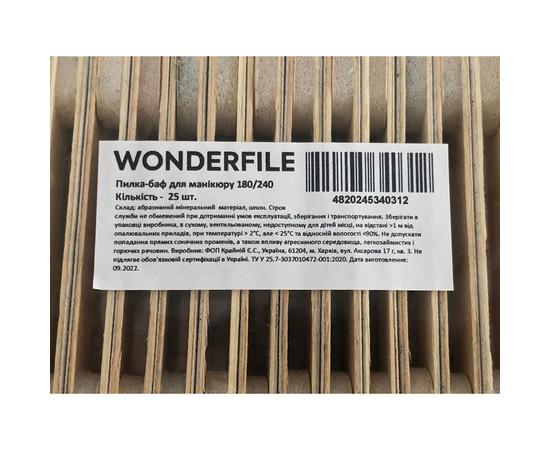 WONDERFILE
Пилка-баф для манікюру 180/240
Кількість - 25 шт.
4820245340312
Склад: абразивний мінеральний матеріал, шпон. Строк
служби не обмежений при дотриманні умов експлуатації, зберігання і транспортування. Зберігати в
упаковці виробника, в сухому, вентильованому, недоступному для дітей місці, на відстані >1 м від
опалювальних приладів, при температурі > 2°С, але < 25°С та відносній вологості <90%. Не допускати
попадання прямих сонячних променів, а також впливу агресивного середовища, легкозаймистих і
горючих речовин. Виробник: ФОП Крайній Є.С., Україна, 61204, м. Харків, вул. Ахсарова 17 г, кв. 3. Не
підлягає обов'язковій сертифікації в Україні. ТУ У 25.7-3037010472-001:2020. Дата виготовлення:
09.2022.